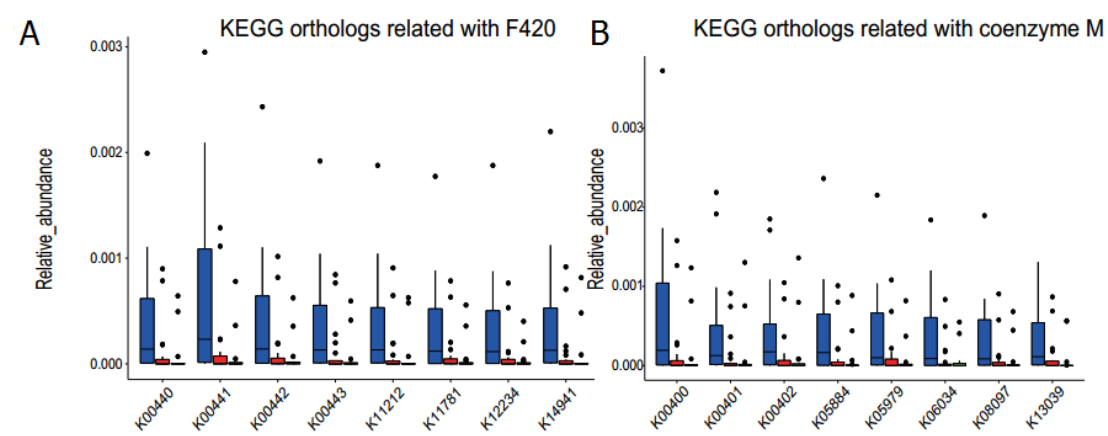 A
KEGG orthologs related with F420
Relative_abundance
0.003
0.002
0.001
0.000
K00440
K00441
K00442
K00443
K11212
K11781
K12234
K14941
B
KEGG orthologs related with coenzyme M
Relative_abundance
0.003
0.002
0.001
0.000
K00400
K00401
K00402
K05884
K05979
K06034
K08097
K13039